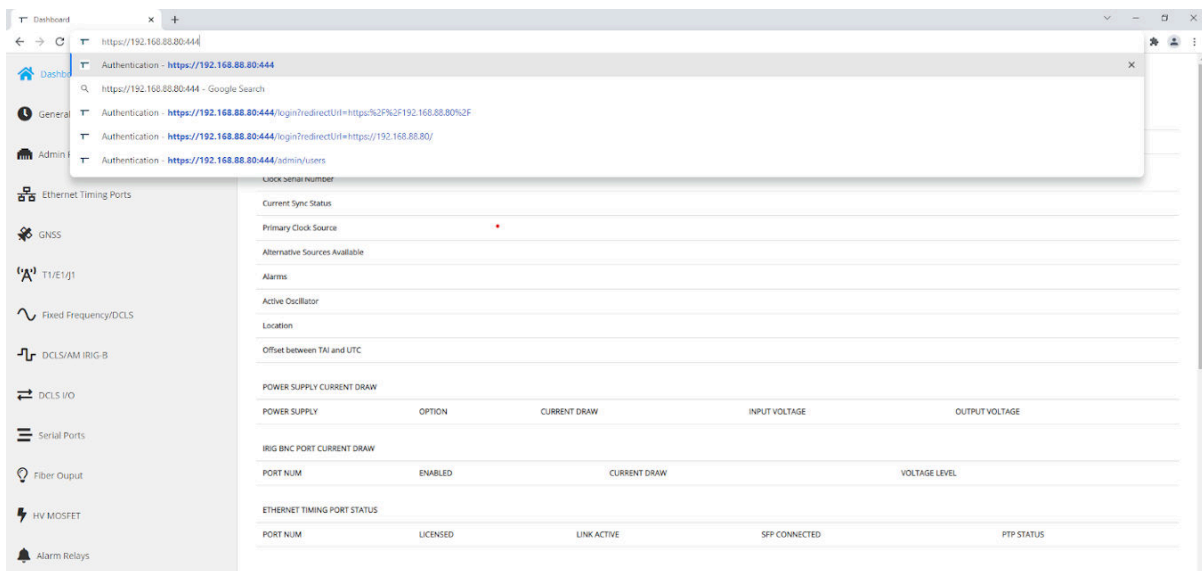 Dashboard
https://192.168.88.80:444
Authentication - https://192.168.88.80:444
https://192.168.88.80:444 - Google Search
Authentication - https://192.168.88.80:444/login?redirectUrl=https:%2F%2F192.168.88.80%2F
Authentication - https://192.168.88.80:444/login?redirectUrl=https://192.168.88.80/
Authentication - https://192.168.88.80:444/admin/users
Dashbo
General
Admin
Ethernet Timing Ports
GNSS
T1/E1/J1
Fixed Frequency/DCLS
DCLS/AM IRIG-B
DCLS I/O
Serial Ports
Fiber Ouput
HV MOSFET
Alarm Relays
Clock Serial Number
Current Sync Status
Primary Clock Source
Alternative Sources Available
Alarms
Active Oscillator
Location
Offset between TAI and UTC
POWER SUPPLY CURRENT DRAW
POWER SUPPLY OPTION CURRENT DRAW INPUT VOLTAGE OUTPUT VOLTAGE
IRIG BNC PORT CURRENT DRAW
PORT NUM ENABLED CURRENT DRAW VOLTAGE LEVEL
ETHERNET TIMING PORT STATUS
PORT NUM LICENSED LINK ACTIVE SFP CONNECTED PTP STATUS